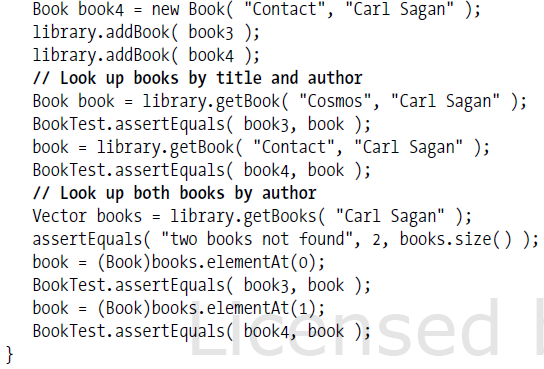 Book book4 = new Book( "Contact", "Carl Sagan" );
library.addBook( book3 );
library.addBook( book4 );
// Look up books by title and author
Book book = library.getBook( "Cosmos", "Carl Sagan" );
BookTest.assertEquals( book3, book );
book = library.getBook( "Contact", "Carl Sagan" );
BookTest.assertEquals( book4, book );
// Look up both books by author
Vector books = library.getBooks( "Carl Sagan" );
assertEquals( "two books not found", 2, books.size() );
book = (Book)books.elementAt(0);
BookTest.assertEquals( book3, book );
book = (Book)books.elementAt(1);
BookTest.assertEquals( book4, book );
}
Licensed b